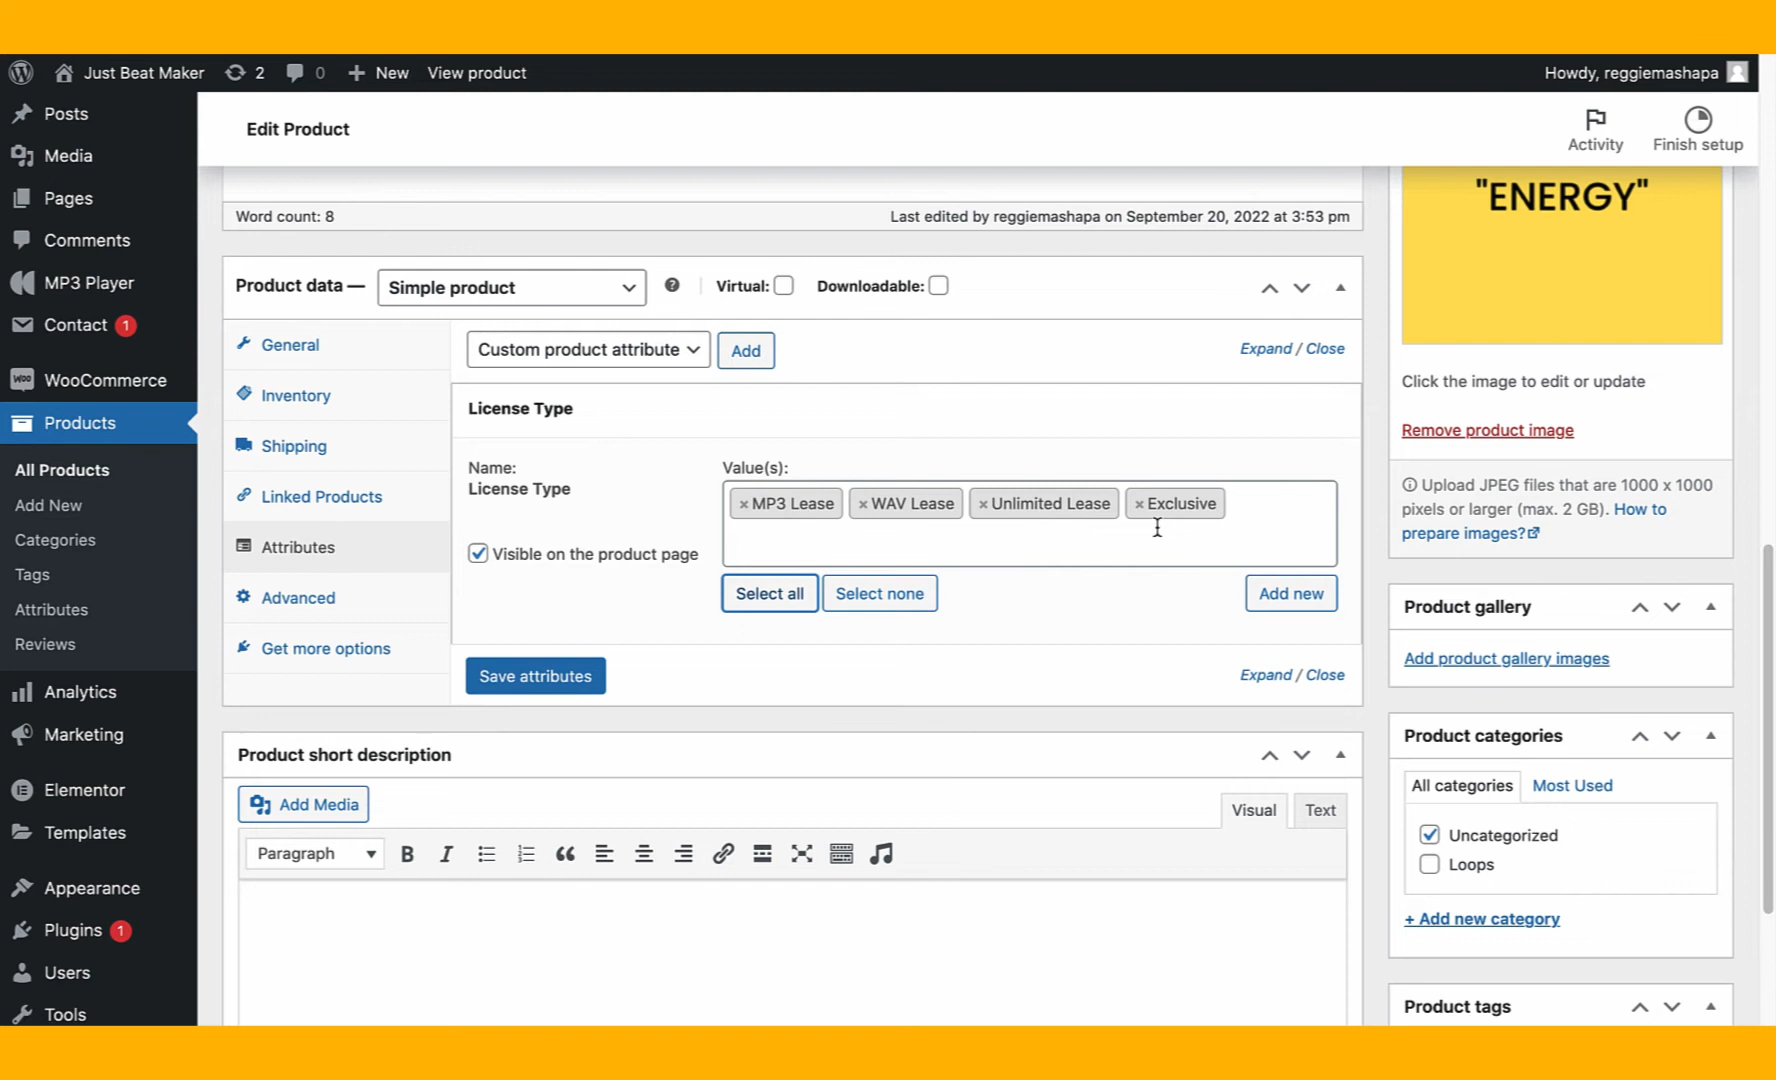 Just Beat Maker 2 0 New View product Howdy, reggiemashapa
Posts
Media
Pages
Comments
MP3 Player
Contact 1
WooCommerce
Products
All Products
Add New
Categories
Tags
Attributes
Reviews
Analytics
Marketing
Elementor
Templates
Appearance
Plugins 1
Users
Tools
Edit Product
Activity
Finish setup
Word count: 8 Last edited by reggiemashapa on September 20, 2022 at 3:53 pm
Product data — Simple product Virtual: Downloadable:
General
Inventory
Shipping
Linked Products
Attributes
Advanced
Get more options
Custom product attribute Add Expand / Close
License Type
Name: Value(s):
License Type
×MP3 Lease ×WAV Lease ×Unlimited Lease ×Exclusive
Visible on the product page
Select all Select none Add new
Save attributes Expand / Close
Product short description
Add Media Visual Text
Paragraph B I
"ENERGY"
Click the image to edit or update
Remove product image
Upload JPEG files that are 1000 x 1000
pixels or larger (max. 2 GB). How to
prepare images?
Product gallery
Add product gallery images
Product categories
All categories Most Used
Uncategorized
Loops
+ Add new category
Product tags